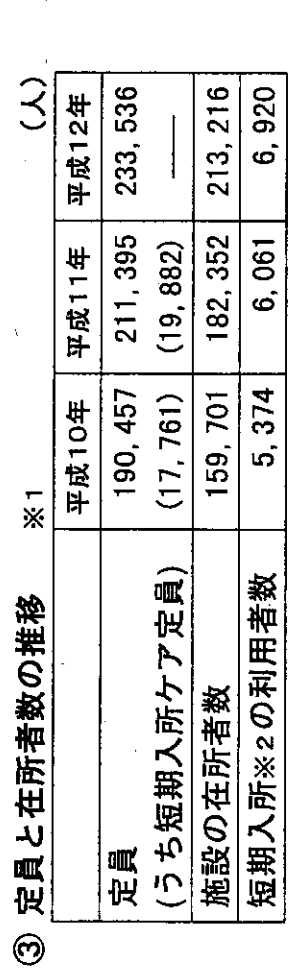 ③ 定員と在所者数の推移 ※1 (人)
平成10年 平成11年 平成12年
定員 190,457 211,395 233,536
(うち短期入所ケア定員) (17,761) (19,882) ——
施設の在所者数 159,701 182,352 213,216
短期入所※2の利用者数 5,374 6,061 6,920